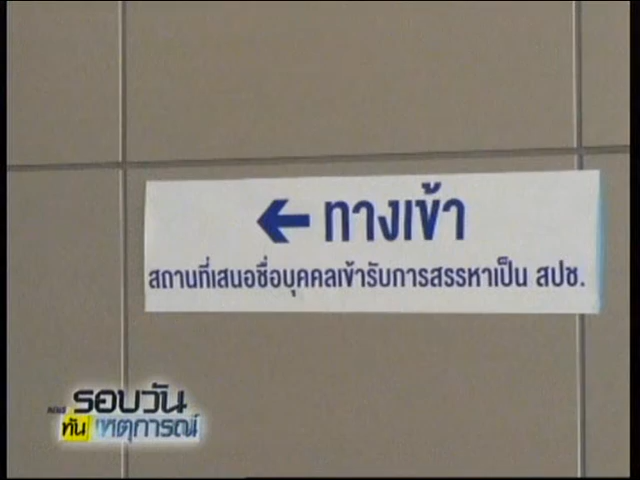 ← ทางเข้า
สถานที่เสนอชื่อบุคคลเข้ารับการสรรหาเป็น สปช.
รอบวัน
ทัน เหตุการณ์